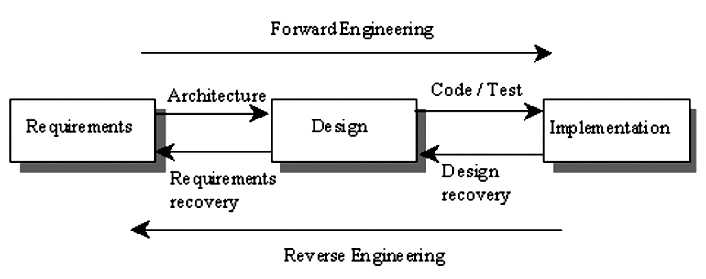 Forward Engineering
Architecture
Code / Test
Requirements
Design
Implementation
Requirements
recovery
Design
recovery
Reverse Engineering